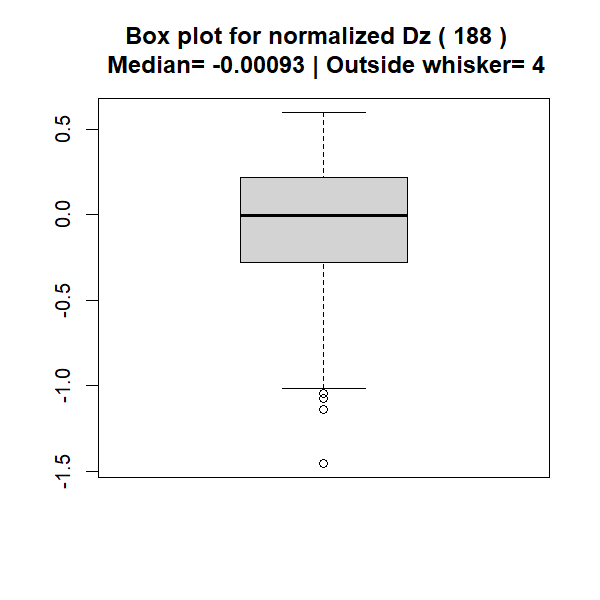 Box plot for normalized Dz ( 188 )
Median= -0.00093 | Outside whisker= 4
0.5
0.0
-0.5
-1.0
-1.5